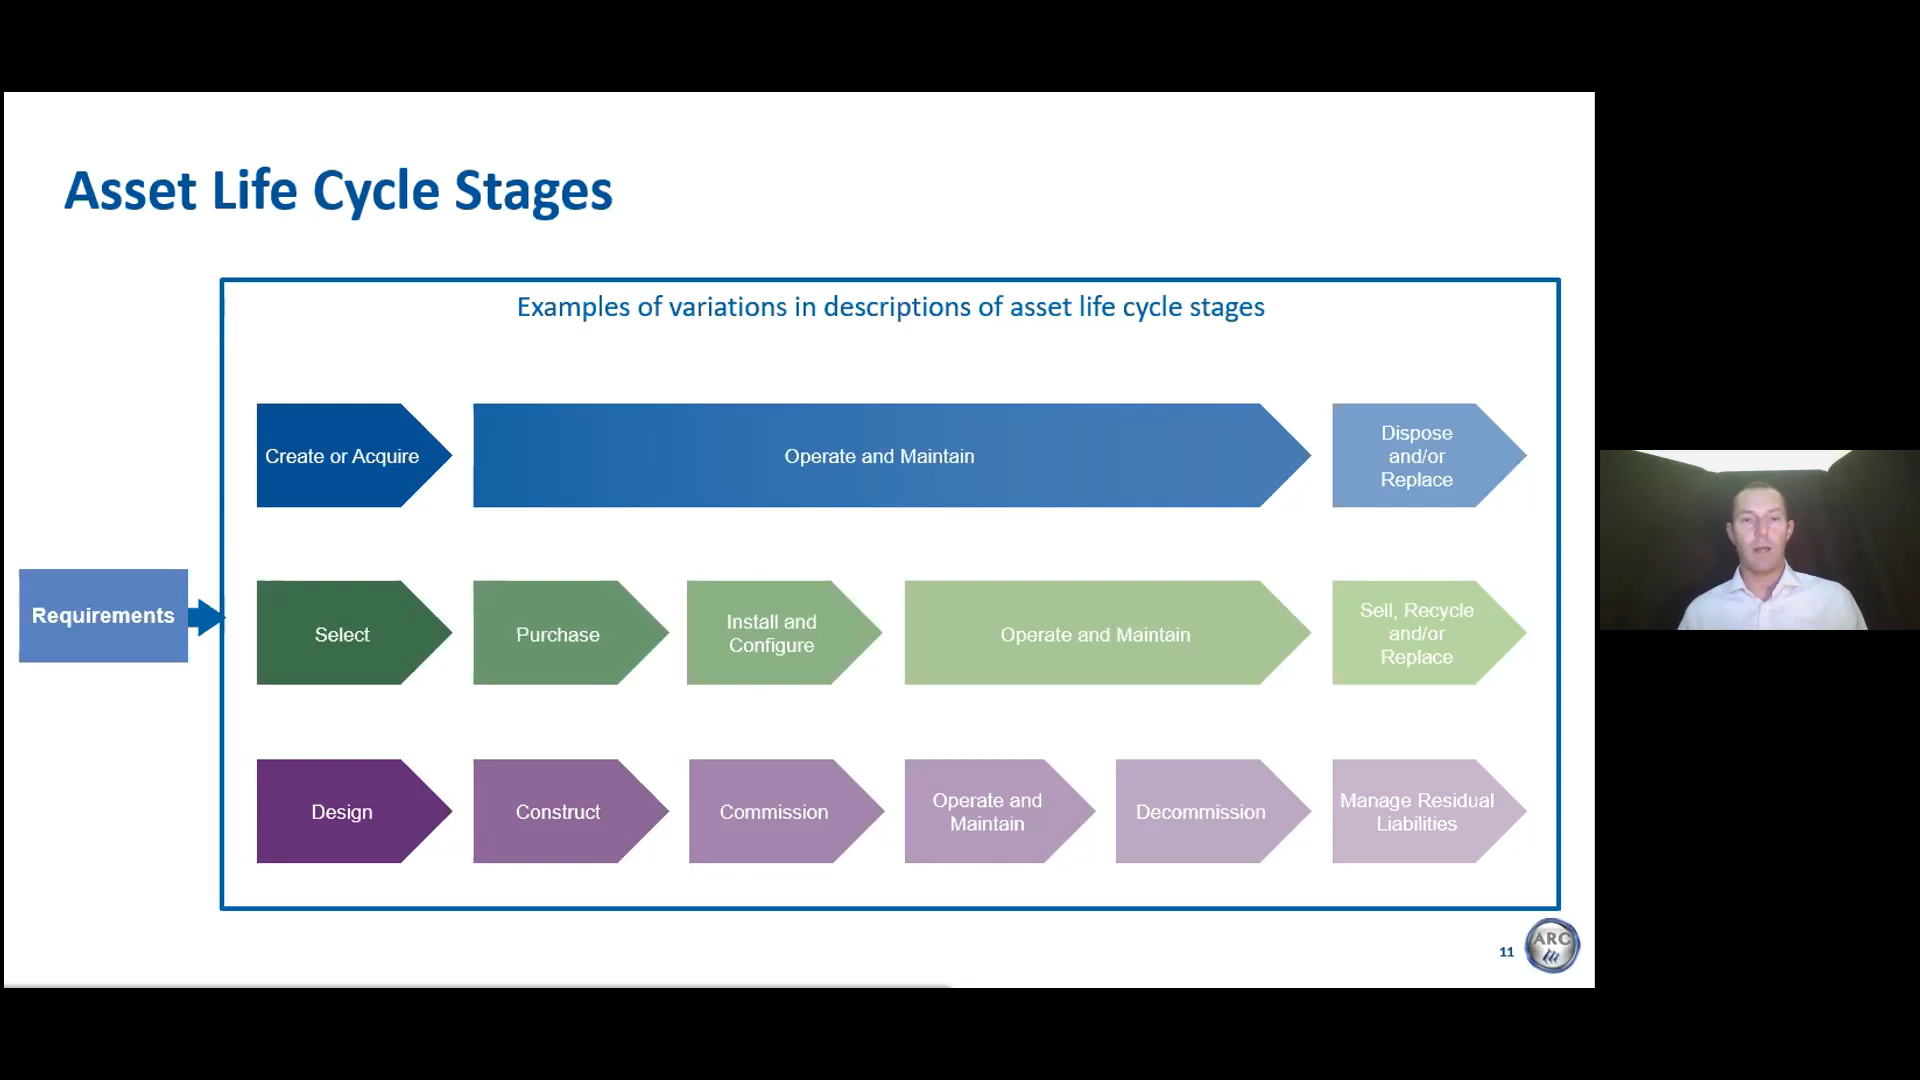 Asset Life Cycle Stages
Examples of variations in descriptions of asset life cycle stages
Create or Acquire
Operate and Maintain
Dispose
and/or
Replace
Requirements
Select
Purchase
Install and
Configure
Operate and Maintain
Sell, Recycle
and/or
Replace
Design
Construct
Commission
Operate and
Maintain
Decommission
Manage Residual
Liabilities
11
ARC